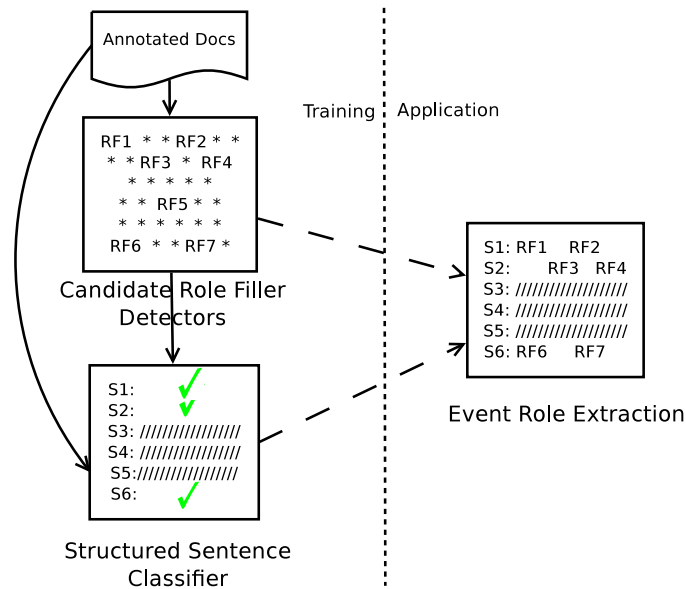 Annotated Docs
Training
Application
RF1 * * RF2 * *
* * RF3 * RF4
* * * * *
* * RF5 * *
* * * * * *
RF6 * * RF7 *
Candidate Role Filler
Detectors
S1:
S2:
S3: ///////////////////
S4: ///////////////////
S5:///////////////////
S6:
Structured Sentence
Classifier
S1: RF1 RF2
S2: RF3 RF4
S3: /////////////////////
S4: /////////////////////
S5: /////////////////////
S6: RF6 RF7
Event Role Extraction